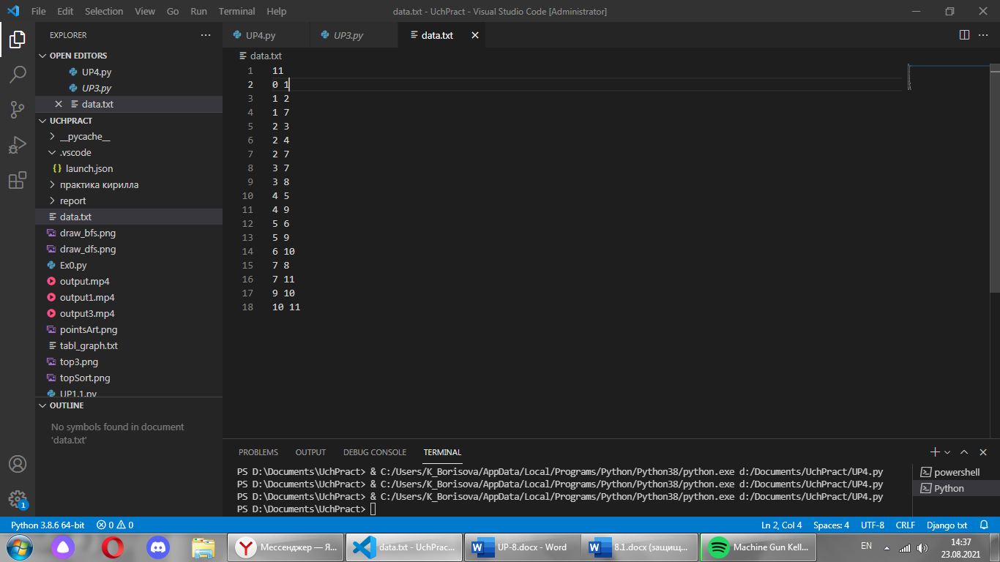 File Edit Selection View Go Run Terminal Help data.txt - UchPract - Visual Studio Code [Administrator]
EXPLORER
OPEN EDITORS
UP4.py
UP3.py
data.txt
UCHPRACT
__pycache__
.vscode
{} launch.json
практика кирилла
report
data.txt
draw_bfs.png
draw_dfs.png
Ex0.py
output.mp4
output1.mp4
output3.mp4
pointsArt.png
tabl_graph.txt
top3.png
topSort.png
UP1.1.py
OUTLINE
No symbols found in document
'data.txt'
UP4.py UP3.py data.txt
data.txt
1 11
2 0 1
3 1 2
4 1 7
5 2 3
6 2 4
7 2 7
8 3 7
9 3 8
10 4 5
11 4 9
12 5 6
13 5 9
14 6 10
15 7 8
16 7 11
17 9 10
18 10 11
PROBLEMS OUTPUT DEBUG CONSOLE TERMINAL
PS D:\Documents\UchPract> & C:/Users/K_Borisova/AppData/Local/Programs/Python/Python38/python.exe d:/Documents/UchPract/UP4.py
PS D:\Documents\UchPract> & C:/Users/K_Borisova/AppData/Local/Programs/Python/Python38/python.exe d:/Documents/UchPract/UP4.py
PS D:\Documents\UchPract> & C:/Users/K_Borisova/AppData/Local/Programs/Python/Python38/python.exe d:/Documents/UchPract/UP4.py
PS D:\Documents\UchPract>
powershell
Python
1
Python 3.8.6 64-bit 0 0 Ln 2, Col 4 Spaces: 4 UTF-8 CRLF Django txt
Мессенджер — Я... data.txt - UchPrac... UP-8.docx - Word 8.1.docx (защищ... Machine Gun Kell... EN 14:37
23.08.2021